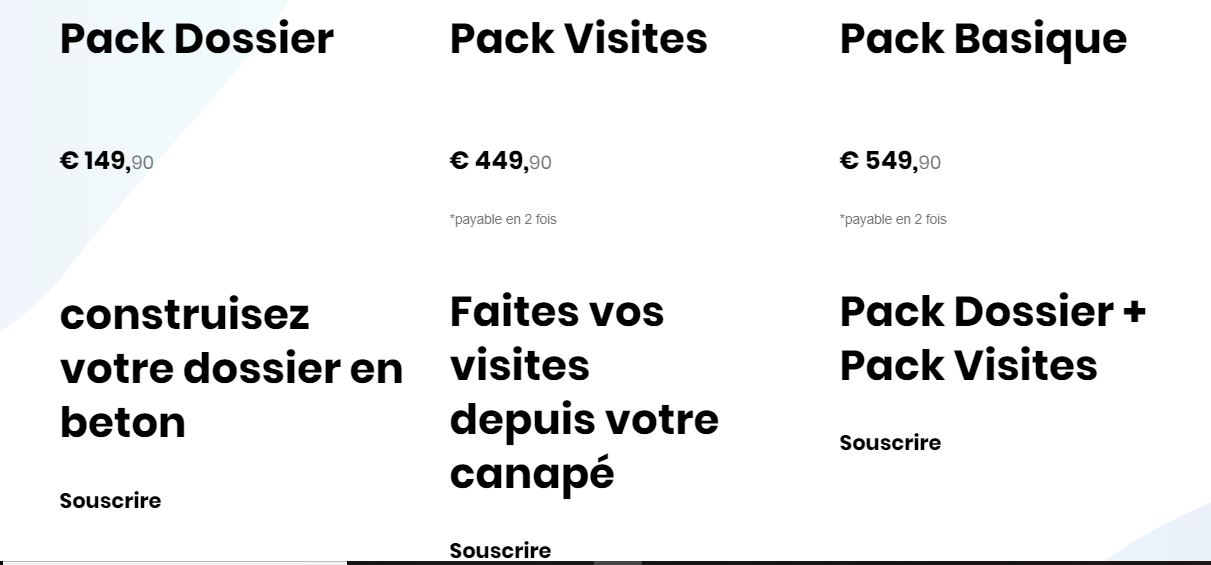 Pack Dossier
€ 149,90
construisez
votre dossier en
beton
Souscrire
Pack Visites
€ 449,90
*payable en 2 fois
Faites vos
visites
depuis votre
canapé
Souscrire
Pack Basique
€ 549,90
*payable en 2 fois
Pack Dossier +
Pack Visites
Souscrire